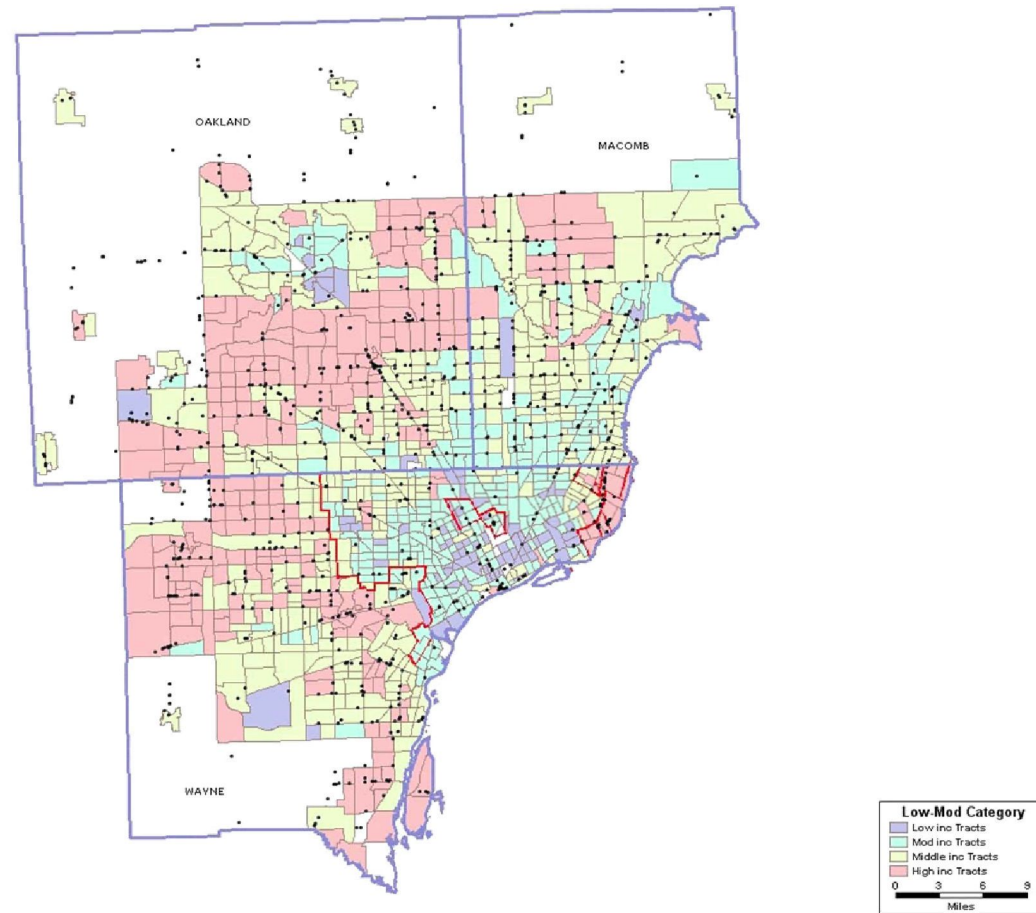 OAKLAND
MACOMB
WAYNE
Low-Mod Category
Low inc Tracts
Mod inc Tracts
Middle inc Tracts
High inc Tracts
0 3 6 9
Miles